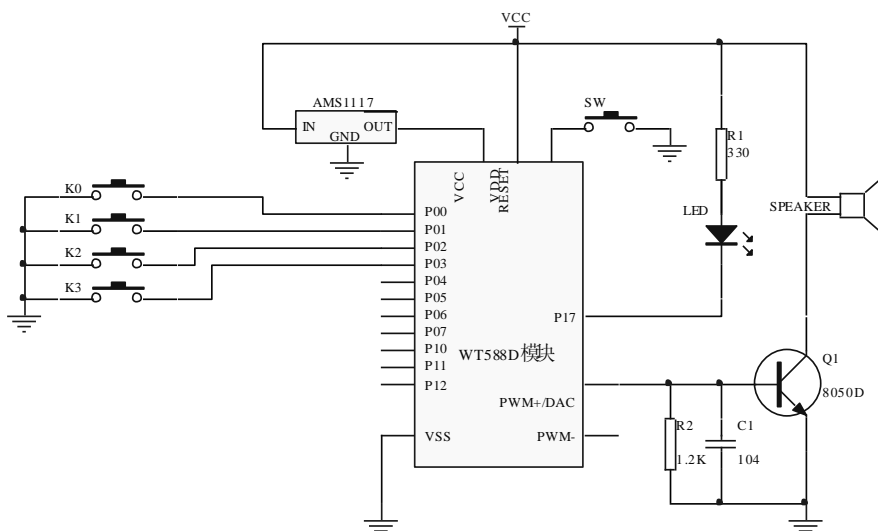 VCC
AMS1117
IN
OUT
GND
SW
R1
330
LED
SPEAKER
K0
K1
K2
K3
VCC
VDD
RESET
P00
P01
P02
P03
P04
P05
P06
P07
P10
P11
P12
VSS
P17
WT588D模块
PWM+/DAC
PWM-
Q1
8050D
R2
1.2K
C1
104